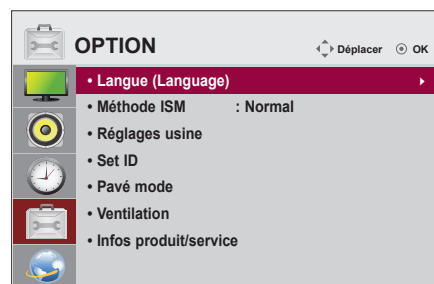 OPTION
Déplacer OK
• Langue (Language)
• Méthode ISM : Normal
• Réglages usine
• Set ID
• Pavé mode
• Ventilation
• Infos produit/service